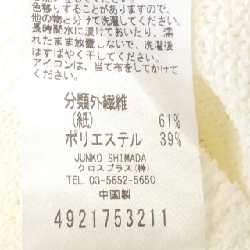 色移りすることがありますので、
他の物と分けて洗濯してください。
長時間水に浸けておいたり、濡
れたまま放置しないで、洗濯後
はすばやく干してください。
アイロンは、当て布をしてかけて
ください。
分類外繊維
(紙) 61%
ポリエステル 39%
JUNKO SHIMADA
クロスプラス(株)
TEL 03-5652-5650
中国製
4921753211